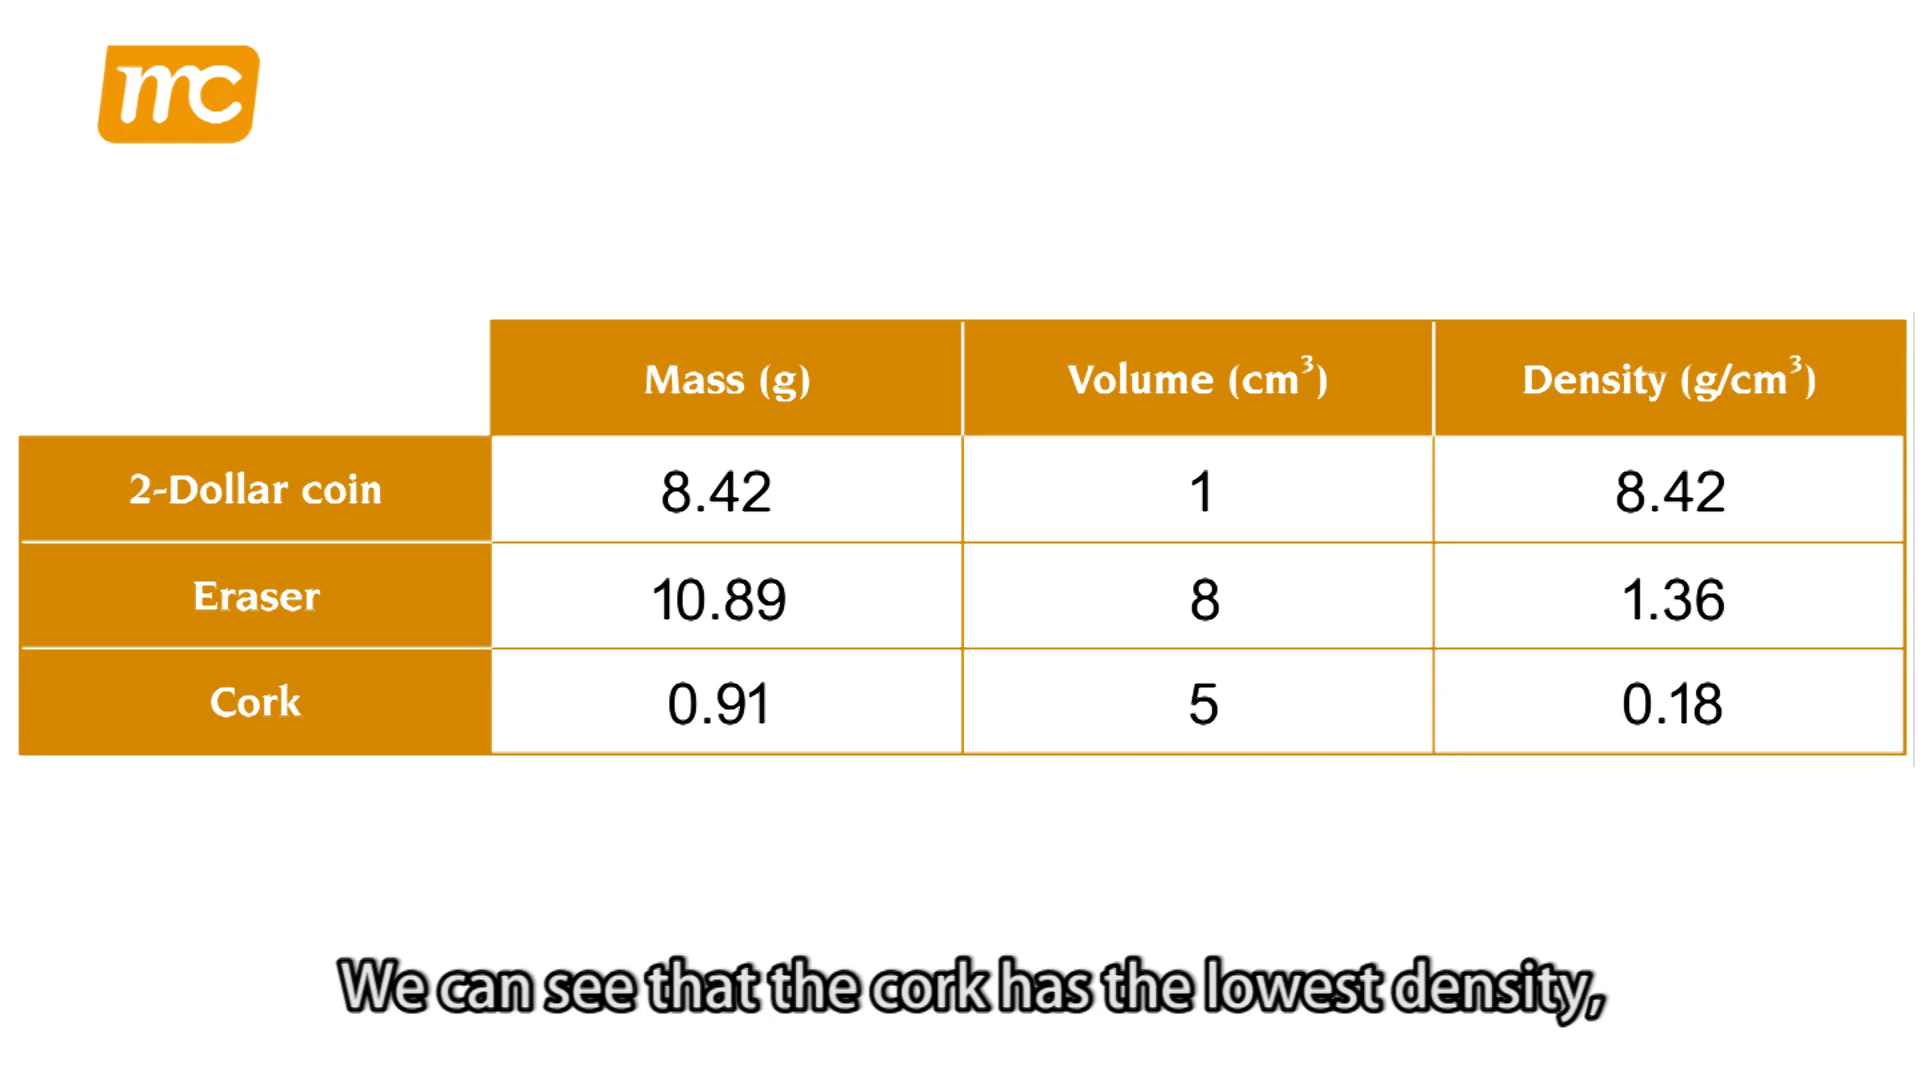 mc
Mass (g) Volume (cm³) Density (g/cm³)
2-Dollar coin 8.42 1 8.42
Eraser 10.89 8 1.36
Cork 0.91 5 0.18
We can see that the cork has the lowest density,